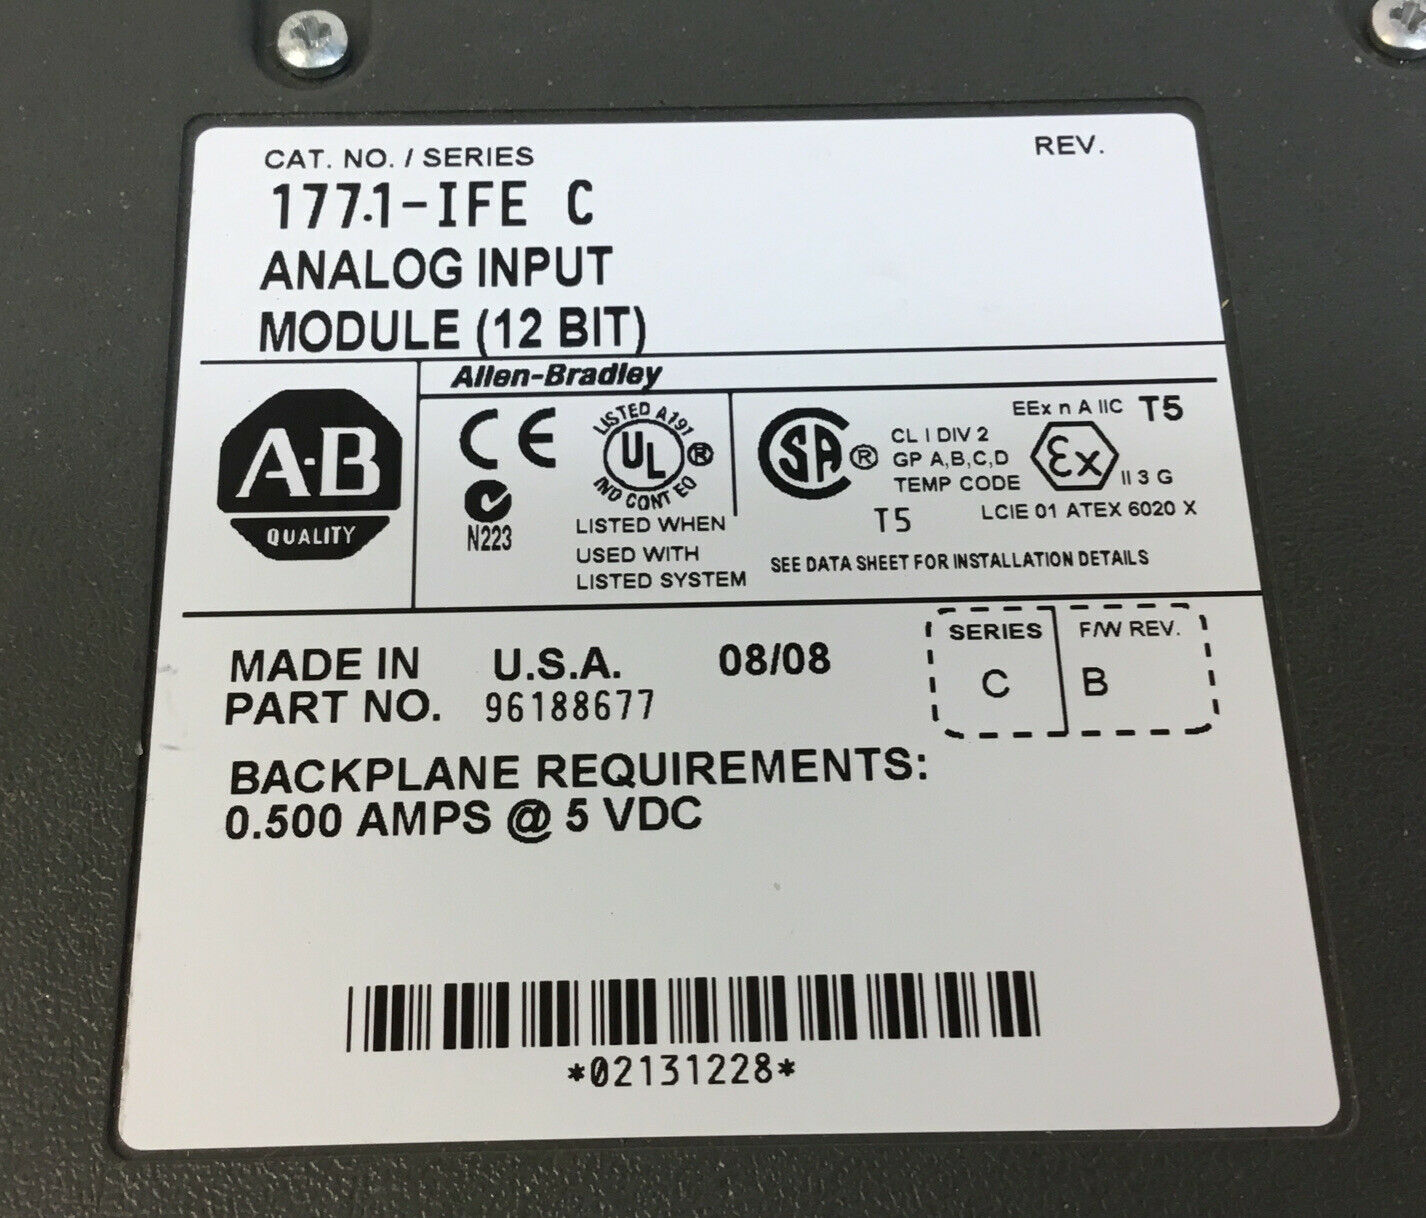 CAT. NO. / SERIES
REV.
1771-IFE C
ANALOG INPUT
MODULE (12 BIT)
Allen-Bradley
A-B
QUALITY
CE
N223
LISTED A197
UL ®
IND CONT EQ
LISTED WHEN
USED WITH
LISTED SYSTEM
SA ®
CL I DIV 2
GP A,B,C,D
TEMP CODE
T5
EEx n A IIC T5
Ex
II 3 G
LCIE 01 ATEX 6020 X
SEE DATA SHEET FOR INSTALLATION DETAILS
MADE IN U.S.A. 08/08
PART NO. 96188677
SERIES
C
F/W REV.
B
BACKPLANE REQUIREMENTS:
0.500 AMPS @ 5 VDC
*02131228*